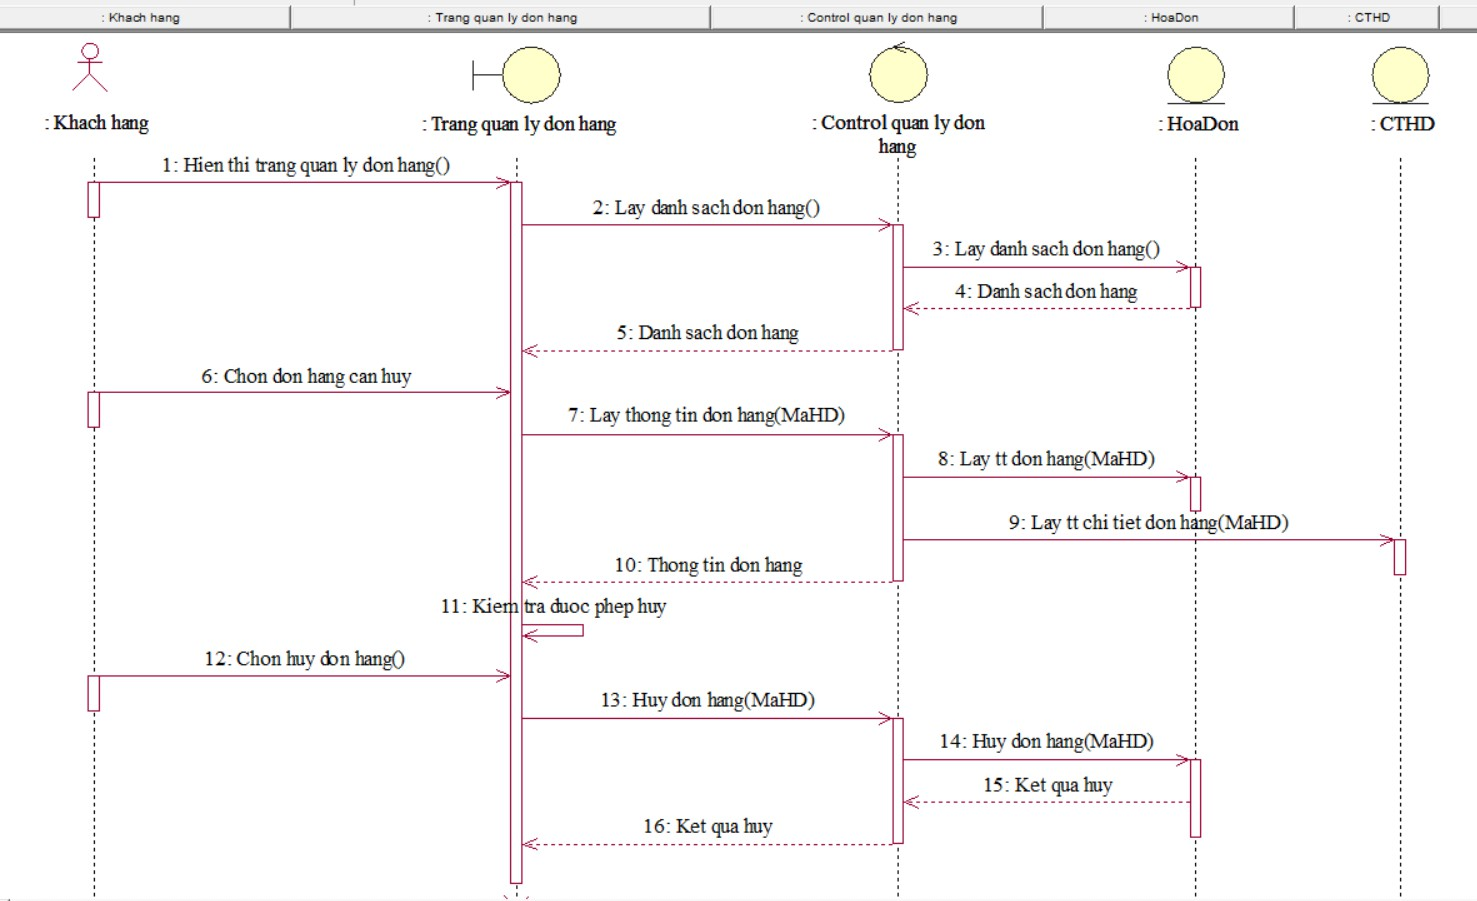 : Khach hang
: Trang quan ly don hang
: Control quan ly don hang
: HoaDon
: CTHD
: Khach hang
: Trang quan ly don hang
: Control quan ly don
hang
: HoaDon
: CTHD
1: Hien thi trang quan ly don hang()
2: Lay danh sach don hang()
3: Lay danh sach don hang()
4: Danh sach don hang
5: Danh sach don hang
6: Chon don hang can huy
7: Lay thong tin don hang(MaHD)
8: Lay tt don hang(MaHD)
9: Lay tt chi tiet don hang(MaHD)
10: Thong tin don hang
11: Kiem tra duoc phep huy
12: Chon huy don hang()
13: Huy don hang(MaHD)
14: Huy don hang(MaHD)
15: Ket qua huy
16: Ket qua huy